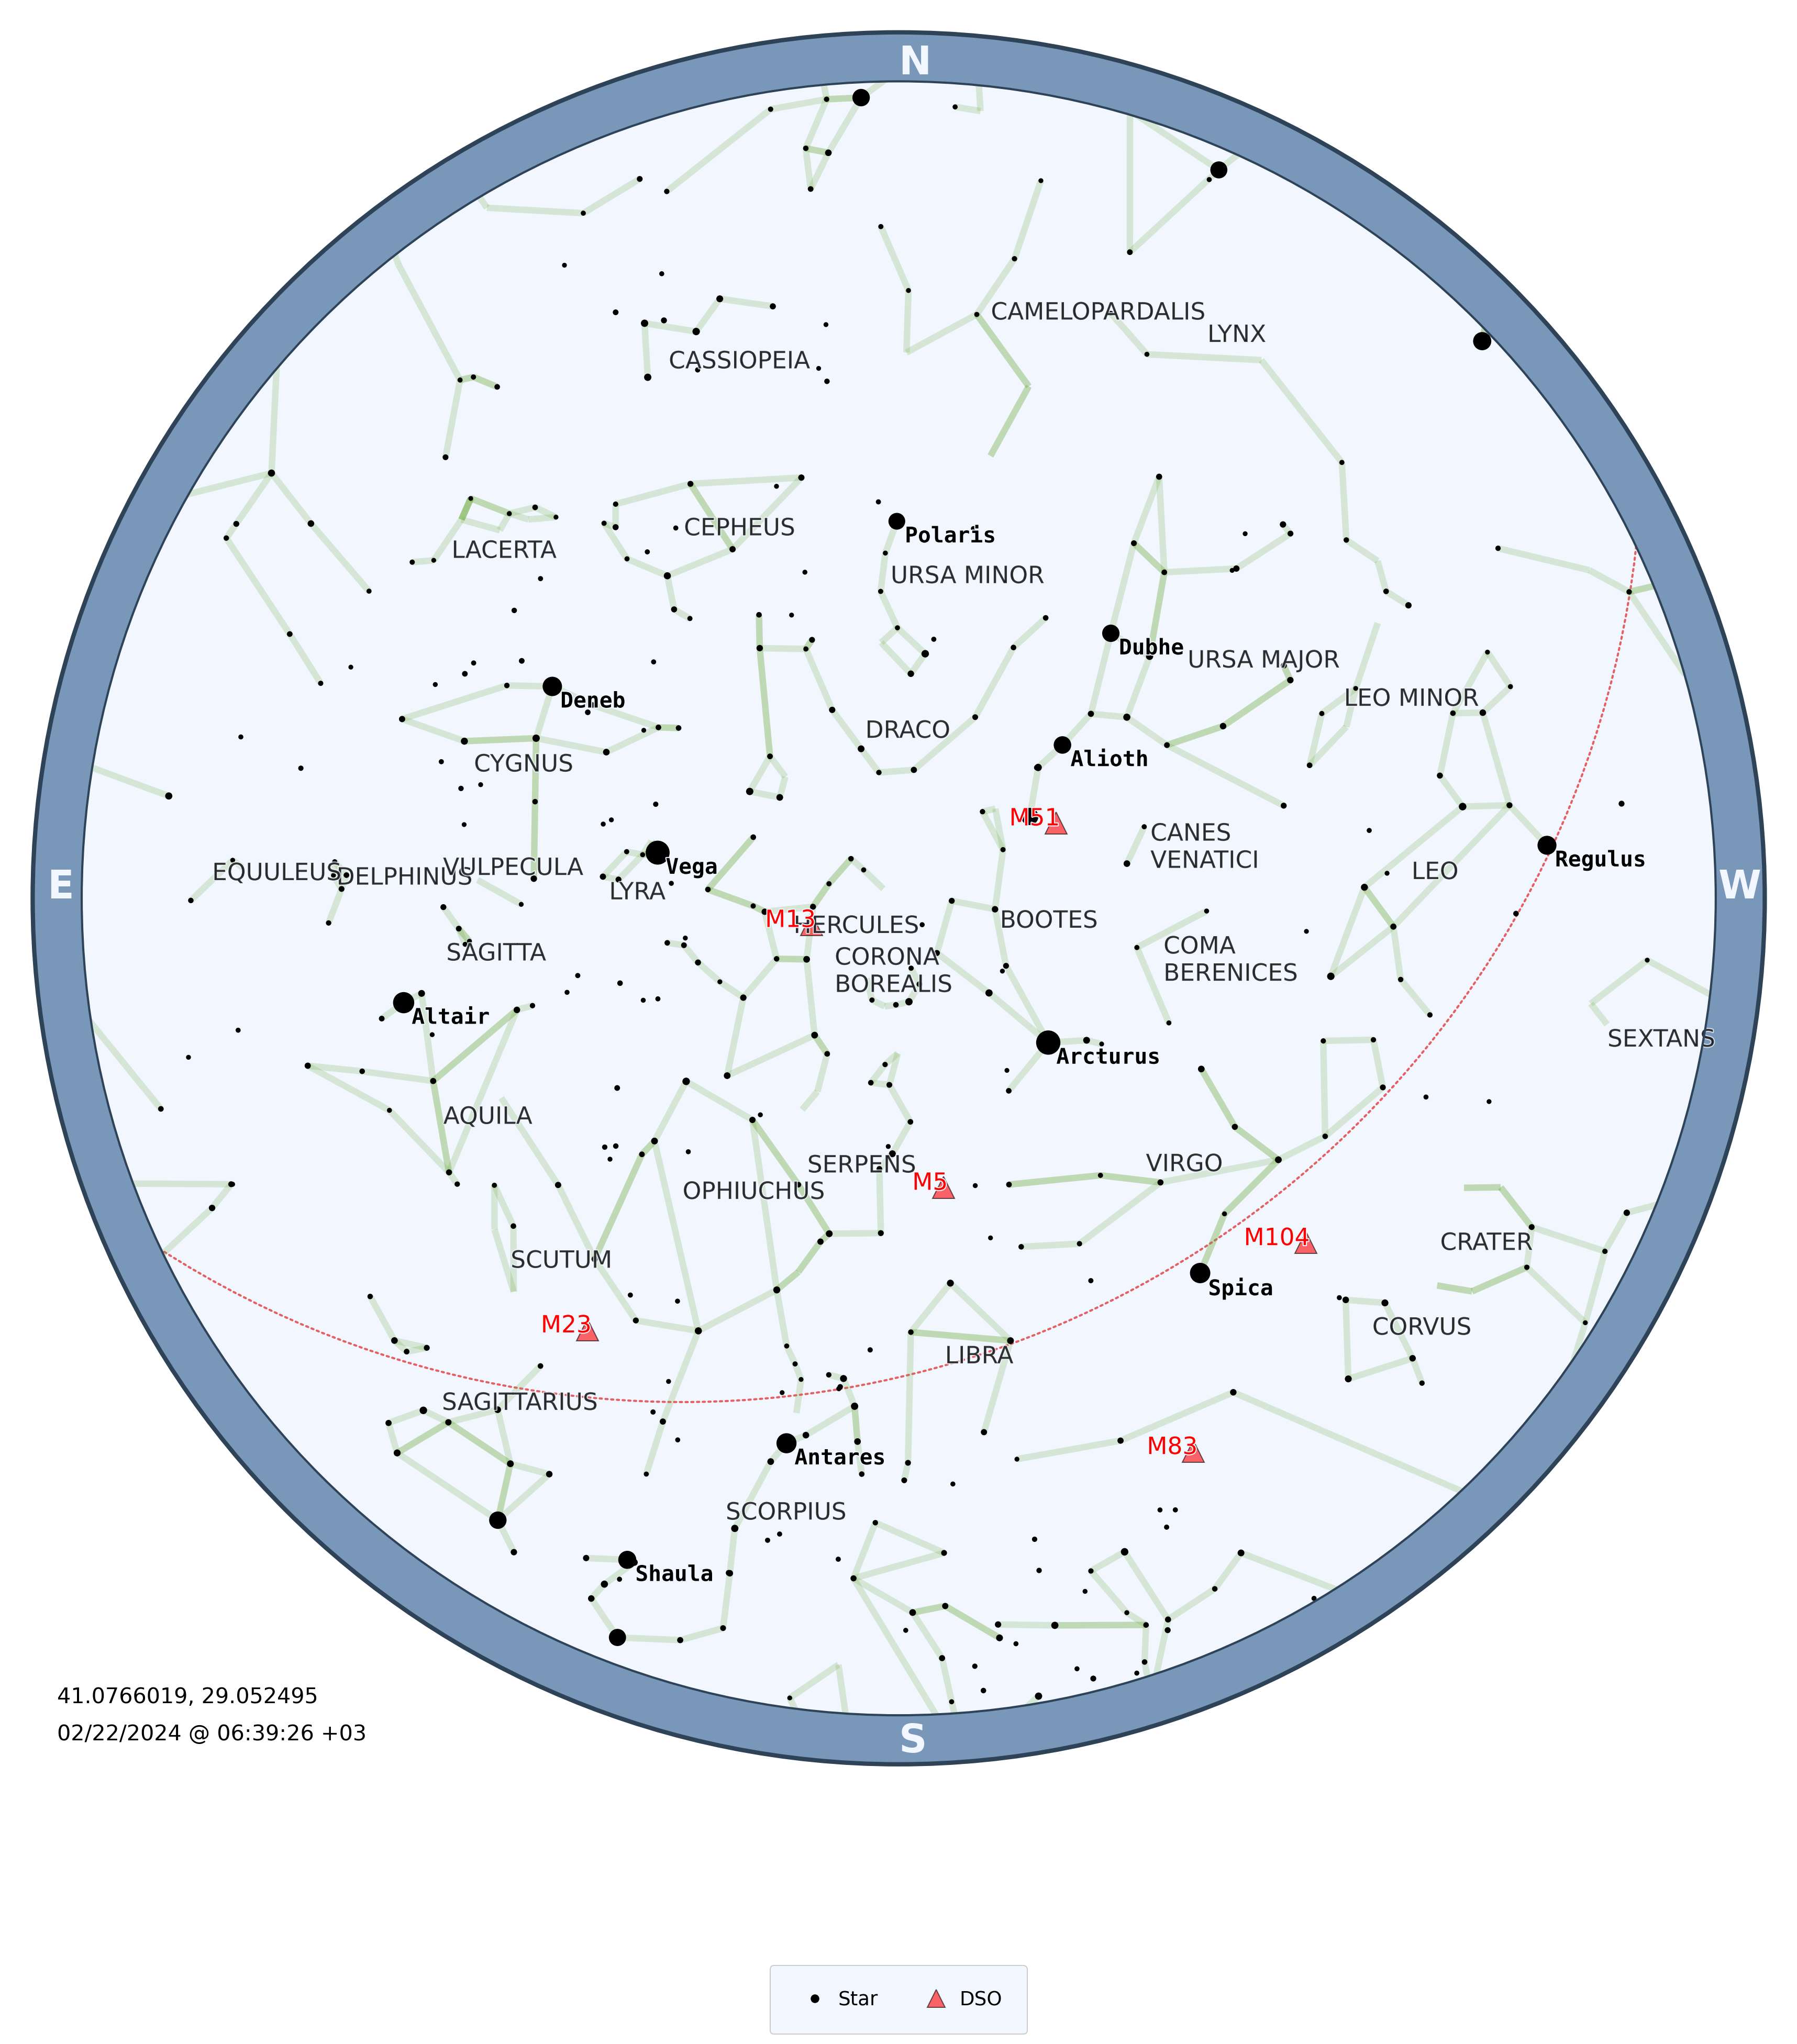 N
CAMELOPARDALIS
LYNX
CASSIOPEIA
CEPHEUS
Polaris
LACERTA
URSA MINOR
Dubhe
URSA MAJOR
Deneb
LEO MINOR
DRACO
CYGNUS
Alioth
M51
CANES
VENATICI
Regulus
Vega
VULPECULA
EQUULEUS
DELPHINUS
LEO
E
W
LYRA
M13
HERCULES
BOOTES
SAGITTA
CORONA
BOREALIS
COMA
BERENICES
Altair
SEXTANS
Arcturus
AQUILA
SERPENS
VIRGO
M5
OPHIUCHUS
M104
CRATER
SCUTUM
Spica
M23
CORVUS
LIBRA
SAGITTARIUS
M83
Antares
SCORPIUS
Shaula
41.0766019, 29.052495
02/22/2024 @ 06:39:26 +03
S
Star
DSO